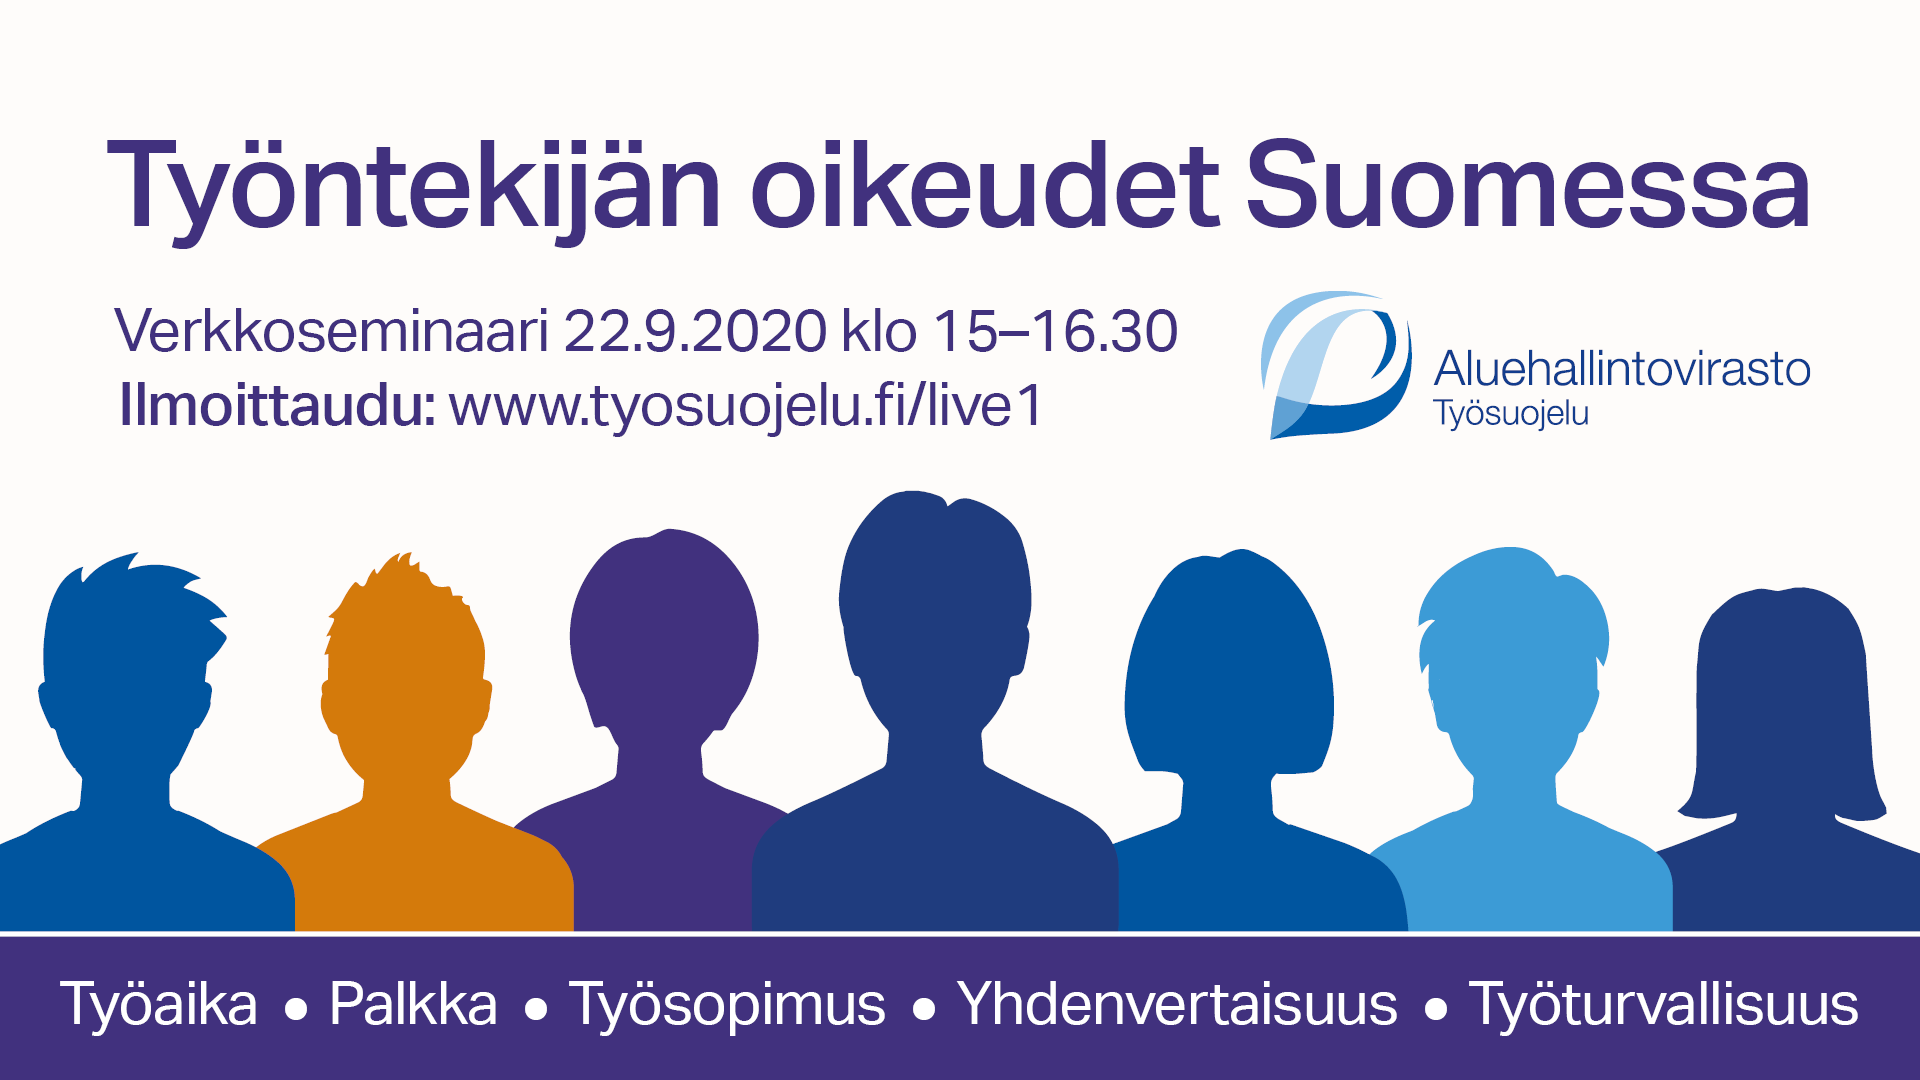 Työntekijän oikeudet Suomessa
Verkkoseminaari 22.9.2020 klo 15–16.30
Ilmoittaudu: www.tyosuojelu.fi/live1
Aluehallintovirasto
Työsuojelu
Työaika • Palkka • Työsopimus • Yhdenvertaisuus • Työturvallisuus